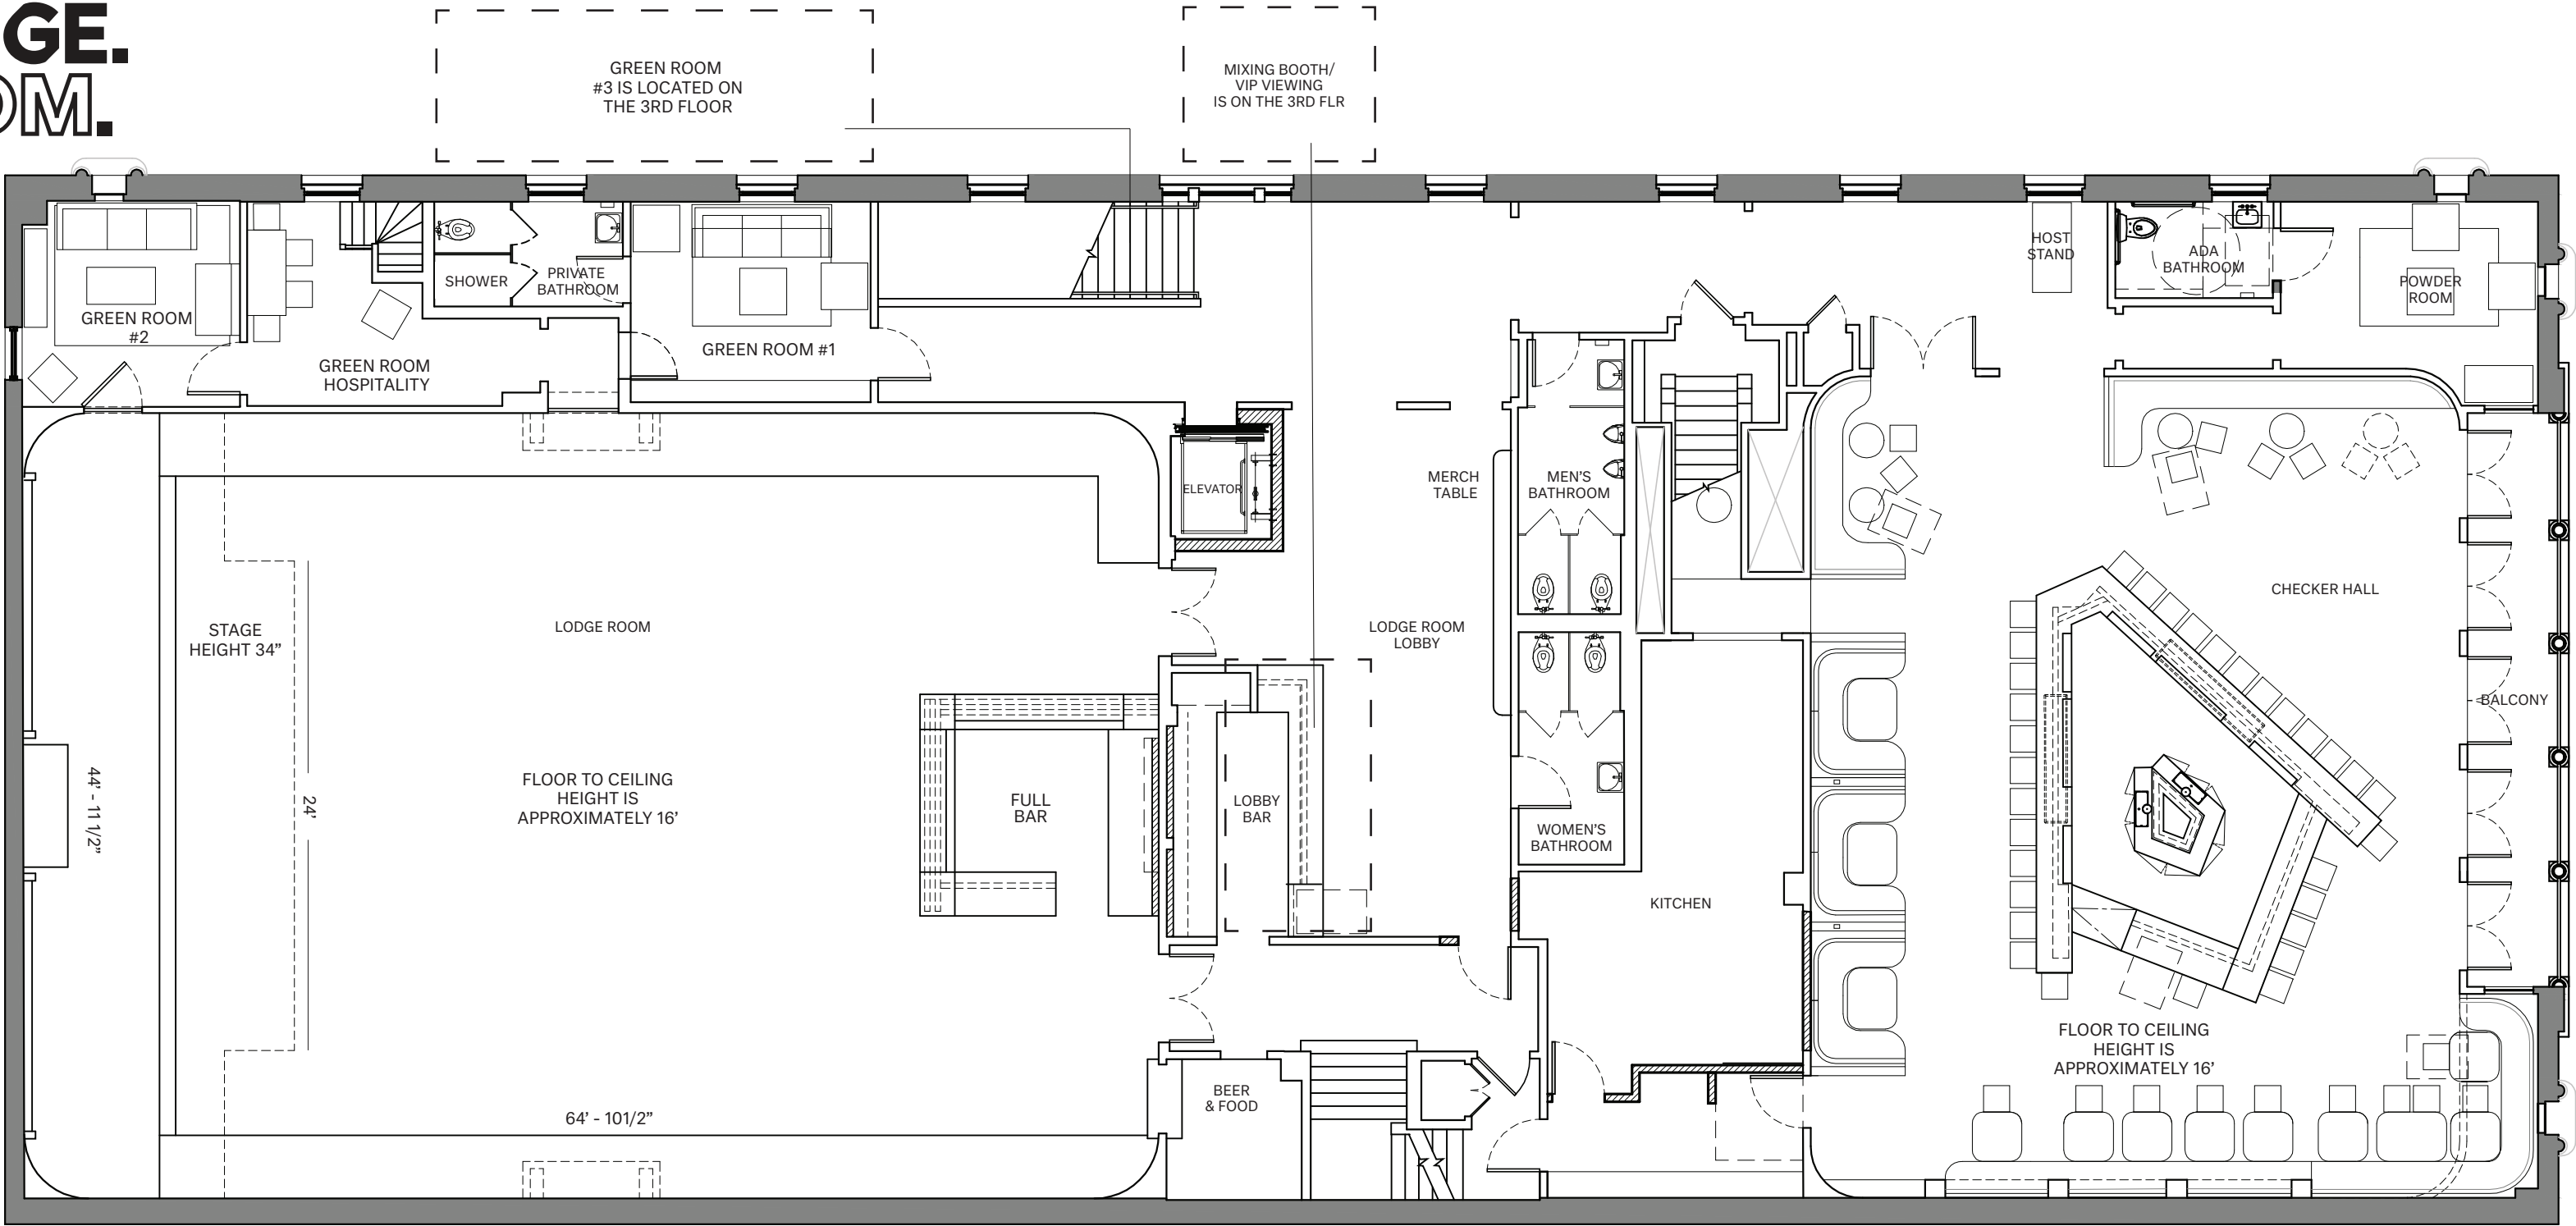 GE.
OM.
GREEN ROOM
#3 IS LOCATED ON
THE 3RD FLOOR
MIXING BOOTH/
VIP VIEWING
IS ON THE 3RD FLR
GREEN ROOM
#2
GREEN ROOM
HOSPITALITY
SHOWER
PRIVATE
BATHROOM
GREEN ROOM #1
HOST
STAND
ADA
BATHROOM
POWDER
ROOM
ELEVATOR
MERCH
TABLE
MEN'S
BATHROOM
STAGE
HEIGHT 34"
LODGE ROOM
LODGE ROOM
LOBBY
CHECKER HALL
BALCONY
44' - 11 1/2"
24'
FLOOR TO CEILING
HEIGHT IS
APPROXIMATELY 16'
FULL
BAR
LOBBY
BAR
WOMEN'S
BATHROOM
KITCHEN
FLOOR TO CEILING
HEIGHT IS
APPROXIMATELY 16'
64' - 101/2"
BEER
& FOOD